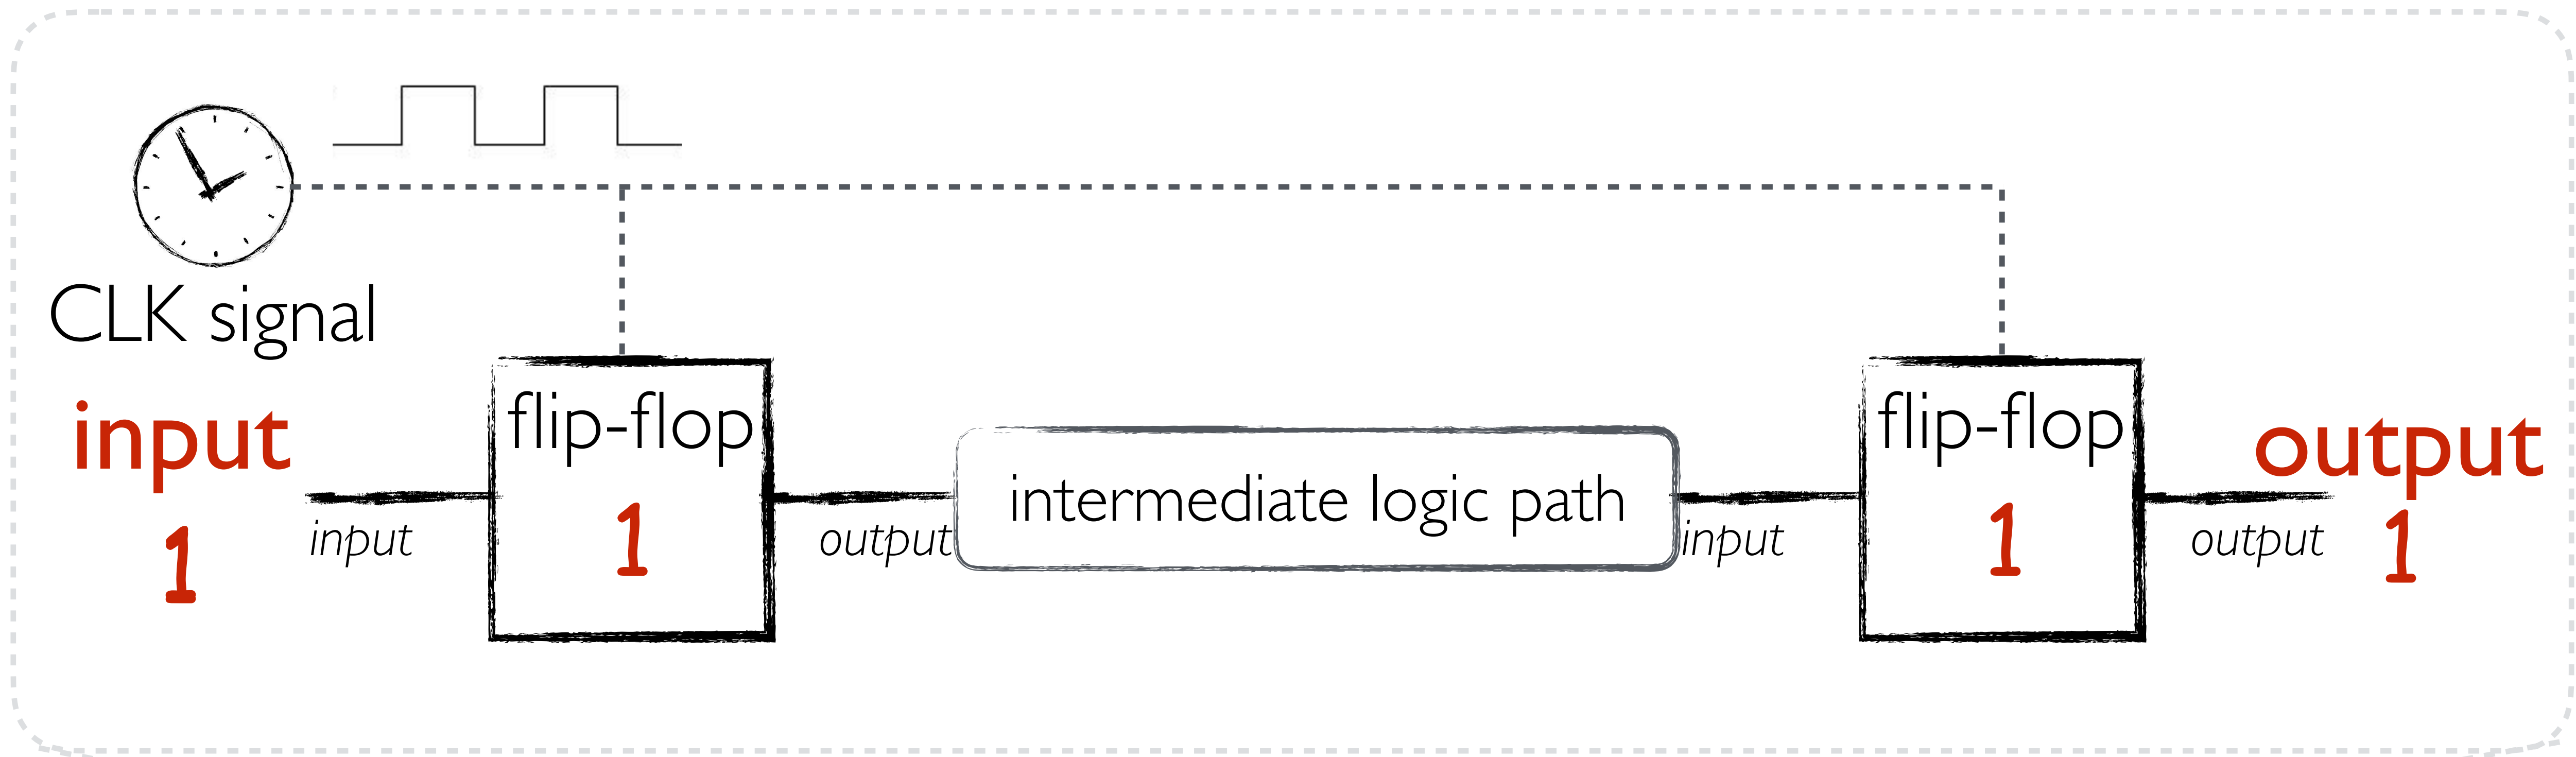 CLK signal
input
1
input
flip-flop
1
output
intermediate logic path
input
flip-flop
1
output
output
1